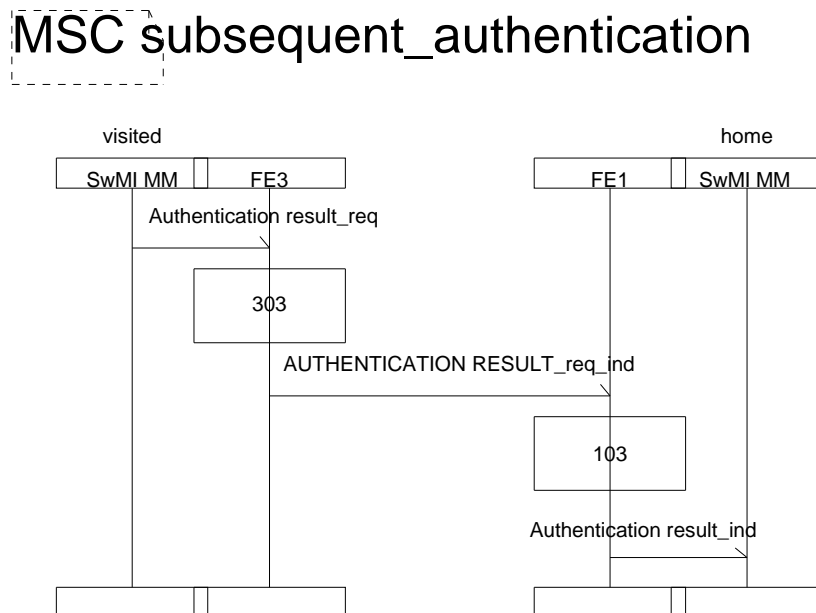 MSC subsequent_authentication
visited
home
SwMI MM
FE3
FE1
SwMI MM
Authentication result_req
303
AUTHENTICATION RESULT_req_ind
103
Authentication result_ind